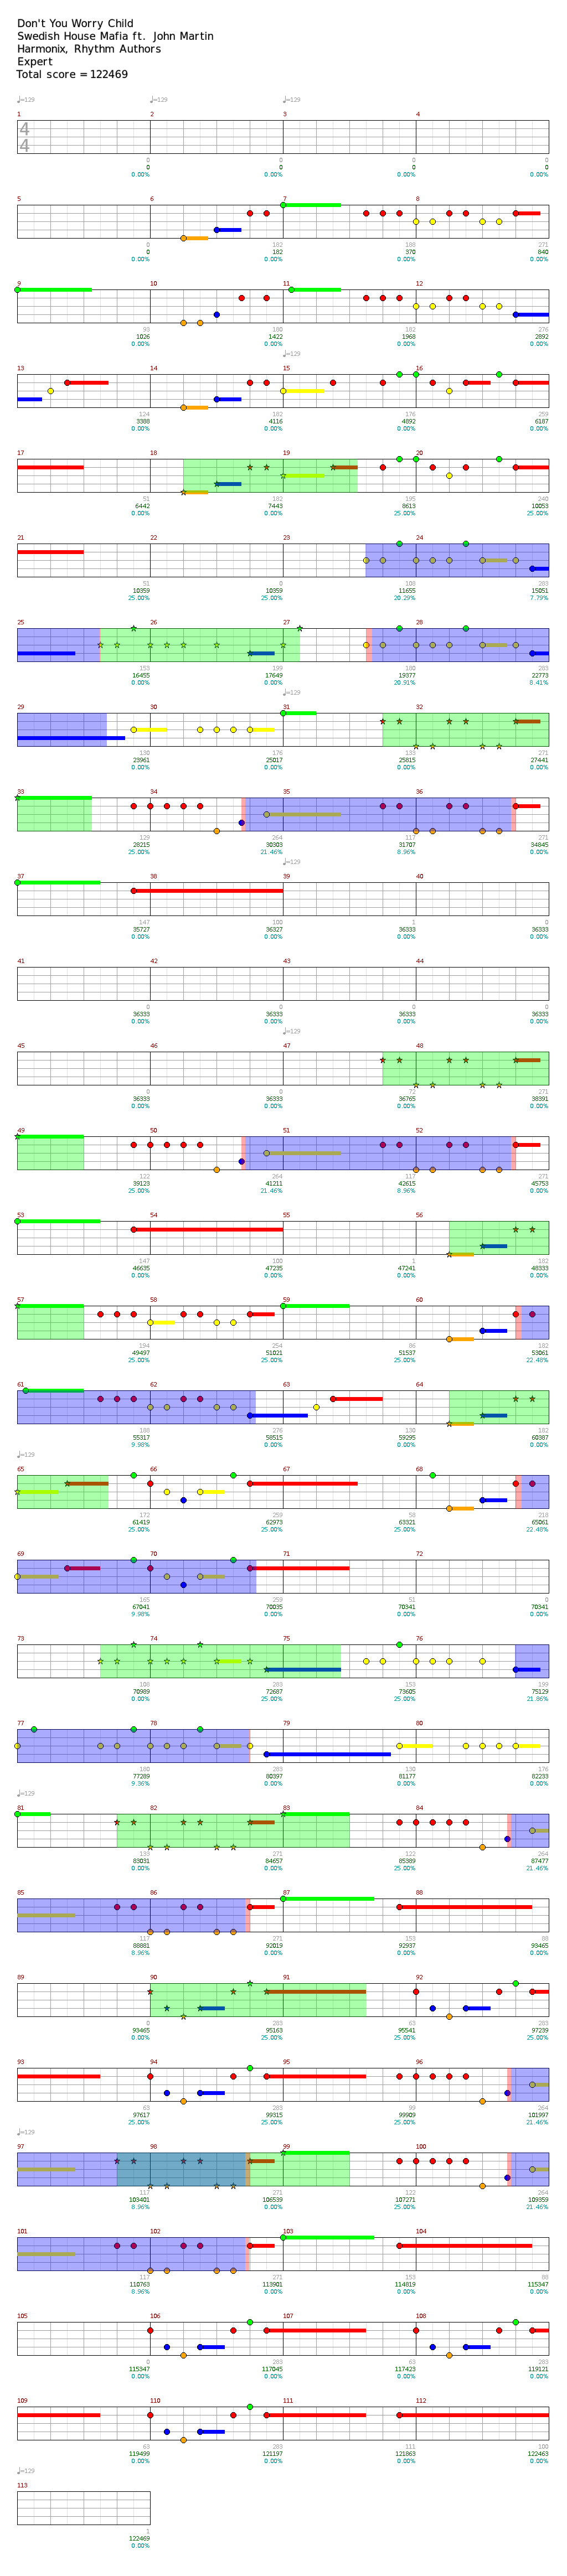 Don't You Worry Child
Swedish House Mafia ft. John Martin
Harmonix, Rhythm Authors
Expert
Total score = 122469
♩=129 ♩=129 ♩=129
1 2 3 4
4
4
0 0 0 0
0 0 0 0
0.00% 0.00% 0.00% 0.00%
5 6 7 8
0 182 188 271
0 182 370 840
0.00% 0.00% 0.00% 0.00%
9 10 11 12
93 180 182 276
1026 1422 1968 2892
0.00% 0.00% 0.00% 0.00%
♩=129
13 14 15 16
124 182 176 259
3388 4116 4892 6187
0.00% 0.00% 0.00% 0.00%
17 18 19 20
51 182 195 240
6442 7443 8613 10053
0.00% 0.00% 25.00% 25.00%
21 22 23 24
51 0 108 283
10359 10359 11655 15051
25.00% 25.00% 20.29% 7.79%
25 26 27 28
153 199 180 283
16455 17649 19377 22773
0.00% 0.00% 20.91% 8.41%
♩=129
29 30 31 32
130 176 133 271
23961 25017 25815 27441
0.00% 0.00% 0.00% 0.00%
33 34 35 36
129 264 117 271
28215 30303 31707 34845
25.00% 21.46% 8.96% 0.00%
♩=129
37 38 39 40
147 100 1 0
35727 36327 36333 36333
0.00% 0.00% 0.00% 0.00%
41 42 43 44
0 0 0 0
36333 36333 36333 36333
0.00% 0.00% 0.00% 0.00%
♩=129
45 46 47 48
0 0 72 271
36333 36333 36765 38391
0.00% 0.00% 0.00% 0.00%
49 50 51 52
122 264 117 271
39123 41211 42615 45753
25.00% 21.46% 8.96% 0.00%
53 54 55 56
147 100 1 182
46635 47235 47241 48333
0.00% 0.00% 0.00% 0.00%
57 58 59 60
194 254 86 182
49497 51021 51537 53061
25.00% 25.00% 25.00% 22.48%
61 62 63 64
188 276 130 182
55317 58515 59295 60387
9.98% 0.00% 0.00% 0.00%
♩=129
65 66 67 68
172 259 58 218
61419 62973 63321 65061
25.00% 25.00% 25.00% 22.48%
69 70 71 72
165 259 51 0
67041 70035 70341 70341
9.98% 0.00% 0.00% 0.00%
73 74 75 76
108 283 153 199
70989 72687 73605 75129
0.00% 25.00% 25.00% 21.86%
77 78 79 80
180 283 130 176
77289 80397 81177 82233
9.36% 0.00% 0.00% 0.00%
♩=129
81 82 83 84
133 271 122 264
83031 84657 85389 87477
0.00% 0.00% 25.00% 21.46%
85 86 87 88
117 271 153 88
88881 92019 92937 93465
8.96% 0.00% 0.00% 0.00%
89 90 91 92
0 283 63 283
93465 95163 95541 97239
0.00% 0.00% 25.00% 25.00%
93 94 95 96
63 283 99 264
97617 99315 99909 101997
25.00% 25.00% 25.00% 21.46%
♩=129
97 98 99 100
117 271 122 264
103401 106539 107271 109359
8.96% 0.00% 25.00% 21.46%
101 102 103 104
117 271 153 88
110763 113901 114819 115347
8.96% 0.00% 0.00% 0.00%
105 106 107 108
0 283 63 283
115347 117045 117423 119121
0.00% 0.00% 0.00% 0.00%
109 110 111 112
63 283 111 100
119499 121197 121863 122463
0.00% 0.00% 0.00% 0.00%
♩=129
113
1
122469
0.00%